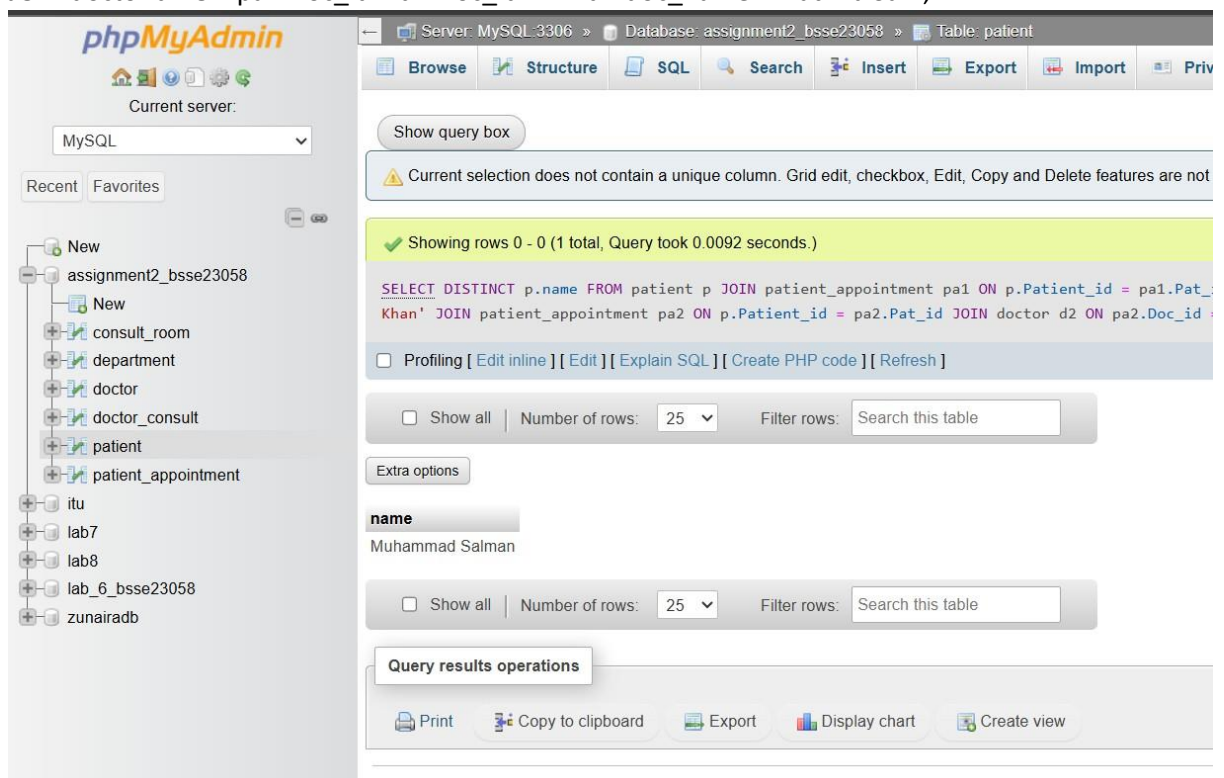 phpMyAdmin
Current server:
MySQL
Recent Favorites
New
assignment2_bsse23058
New
consult_room
department
doctor
doctor_consult
patient
patient_appointment
itu
lab7
lab8
lab_6_bsse23058
zunairadb
Server: MySQL:3306 » Database: assignment2_bsse23058 » Table: patient
Browse Structure SQL Search Insert Export Import Priv
Show query box
Current selection does not contain a unique column. Grid edit, checkbox, Edit, Copy and Delete features are not
Showing rows 0 - 0 (1 total, Query took 0.0092 seconds.)
SELECT DISTINCT p.name FROM patient p JOIN patient_appointment pa1 ON p.Patient_id = pa1.Pat_
Khan' JOIN patient_appointment pa2 ON p.Patient_id = pa2.Pat_id JOIN doctor d2 ON pa2.Doc_id =
Profiling [ Edit inline ] [ Edit ] [ Explain SQL ] [ Create PHP code ] [ Refresh ]
Show all Number of rows: 25 Filter rows: Search this table
Extra options
name
Muhammad Salman
Show all Number of rows: 25 Filter rows: Search this table
Query results operations
Print Copy to clipboard Export Display chart Create view